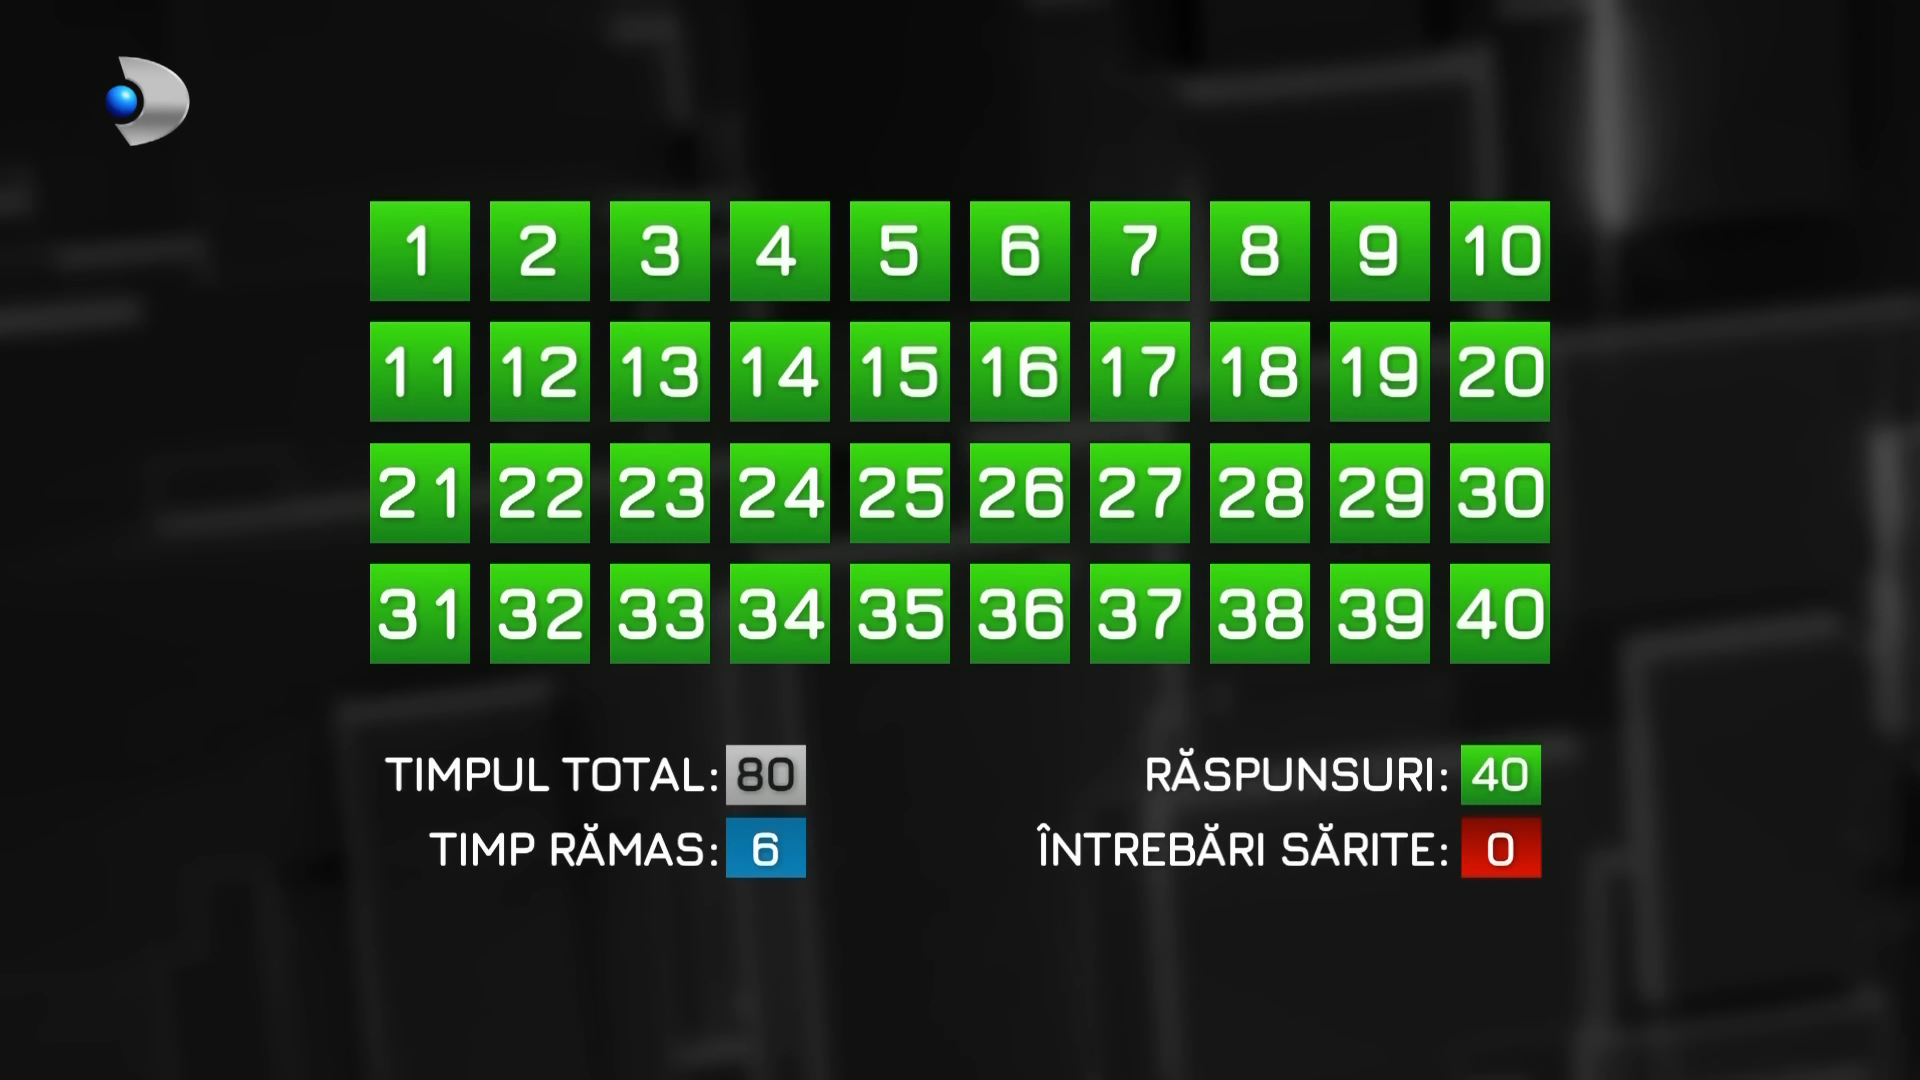 1 2 3 4 5 6 7 8 9 10
11 12 13 14 15 16 17 18 19 20
21 22 23 24 25 26 27 28 29 30
31 32 33 34 35 36 37 38 39 40
TIMPUL TOTAL: 80
TIMP RĂMAS: 6
RĂSPUNSURI: 40
ÎNTREBĂRI SĂRITE: 0